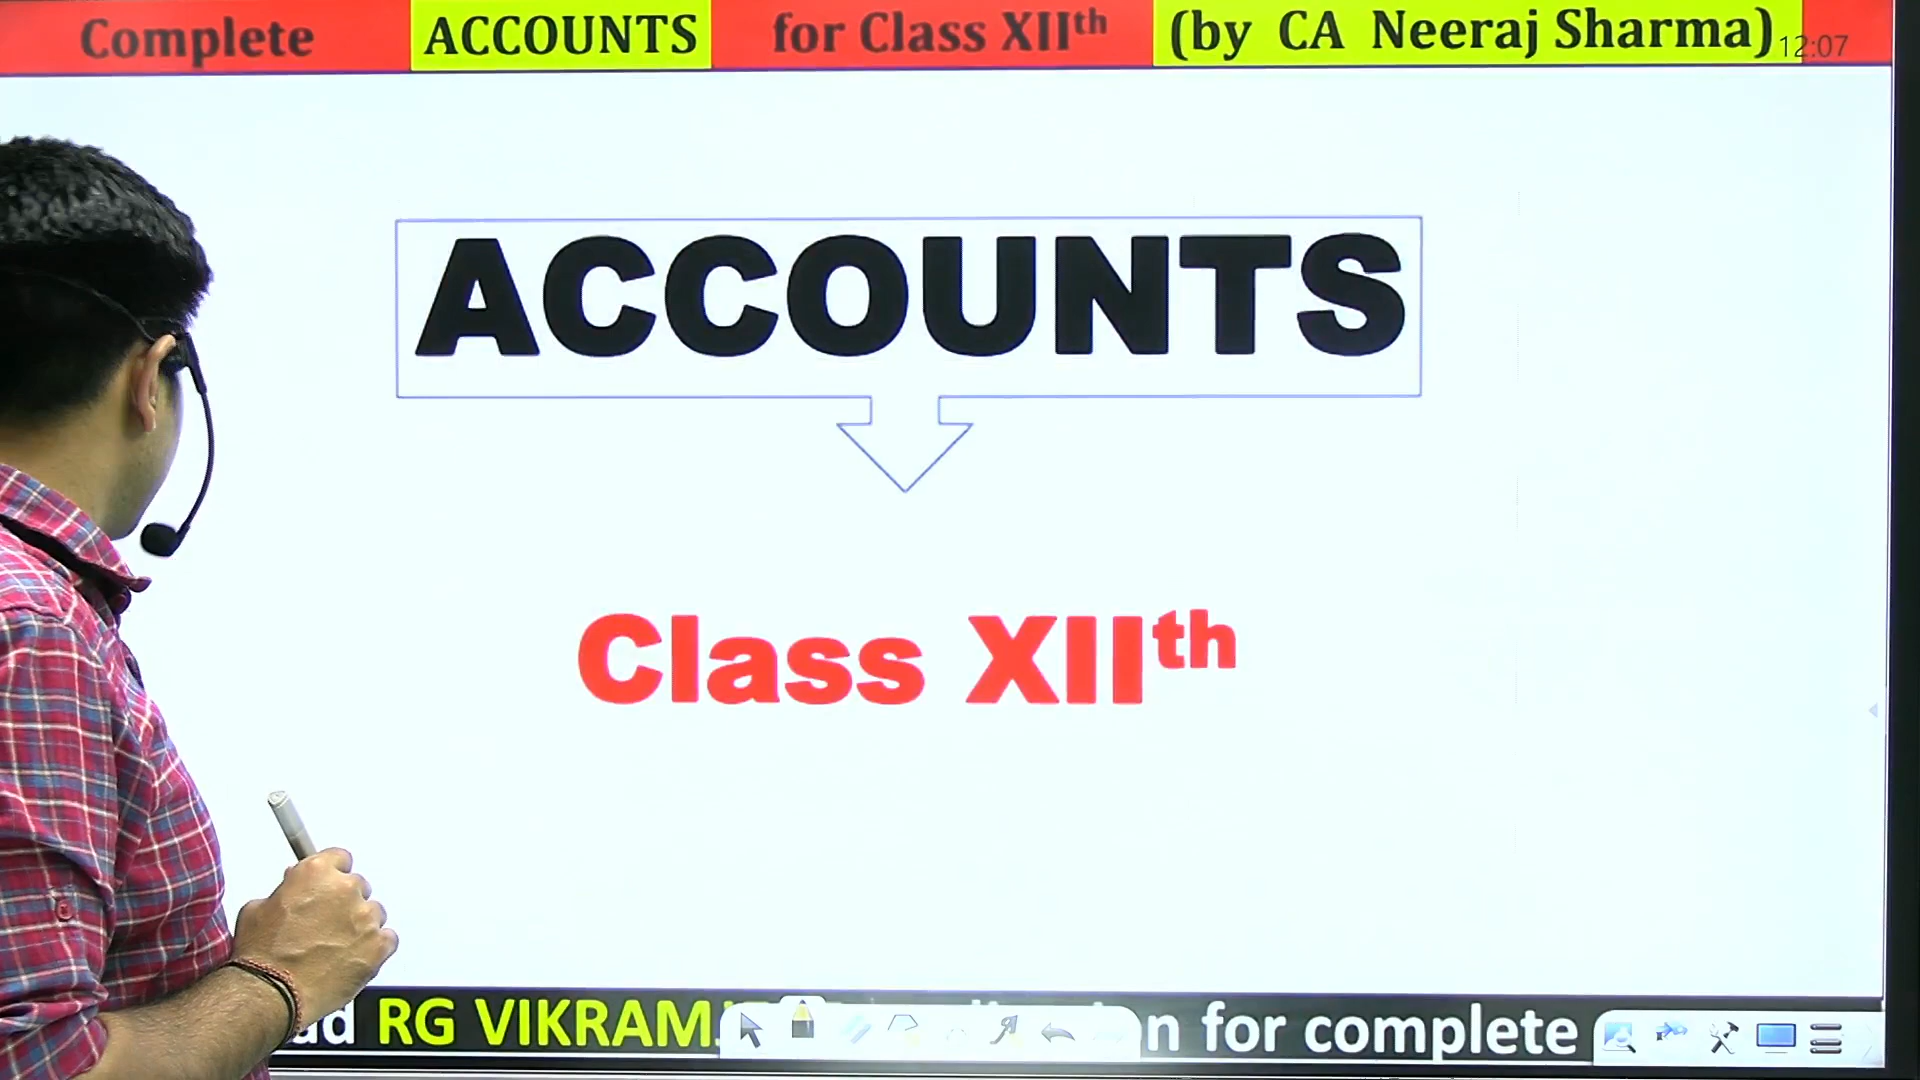 Complete ACCOUNTS for Class XIIth (by CA Neeraj Sharma) 12:07
ACCOUNTS
Class XIIth
RG VIKRAM for complete